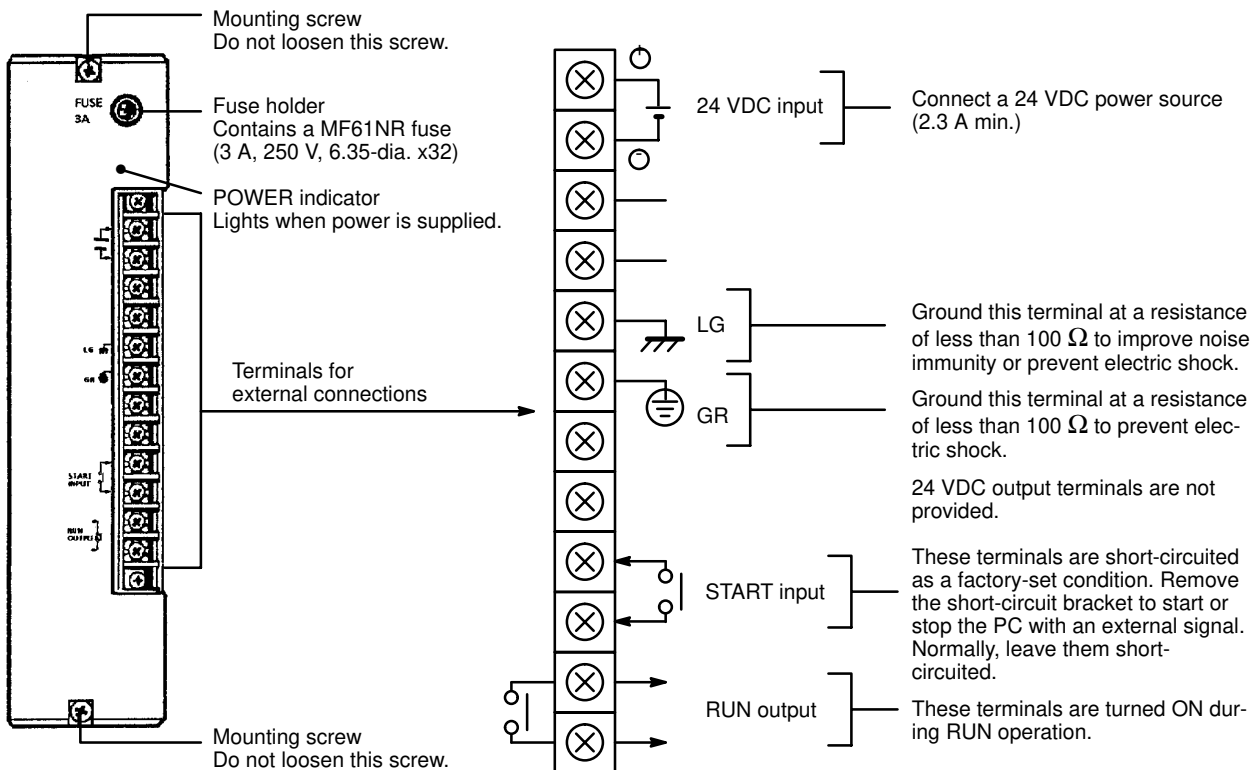 Mounting screw
Do not loosen this screw.
FUSE
3A
Fuse holder
Contains a MF61NR fuse
(3 A, 250 V, 6.35-dia. x32)
POWER indicator
Lights when power is supplied.
LG
GR
START
INPUT
RUN
OUTPUT
Terminals for
external connections
Mounting screw
Do not loosen this screw.
+
−
24 VDC input
Connect a 24 VDC power source
(2.3 A min.)
LG
Ground this terminal at a resistance
of less than 100 Ω to improve noise
immunity or prevent electric shock.
GR
Ground this terminal at a resistance
of less than 100 Ω to prevent elec-
tric shock.
24 VDC output terminals are not
provided.
START input
These terminals are short-circuited
as a factory-set condition. Remove
the short-circuit bracket to start or
stop the PC with an external signal.
Normally, leave them short-
circuited.
RUN output
These terminals are turned ON dur-
ing RUN operation.